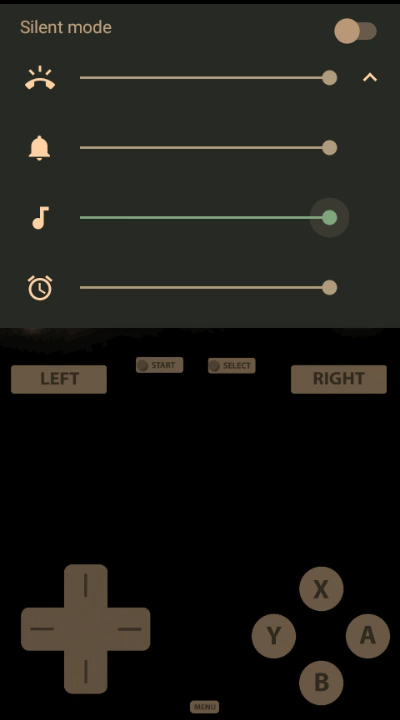 Silent mode
START
SELECT
LEFT
RIGHT
X
Y
A
B
MENU